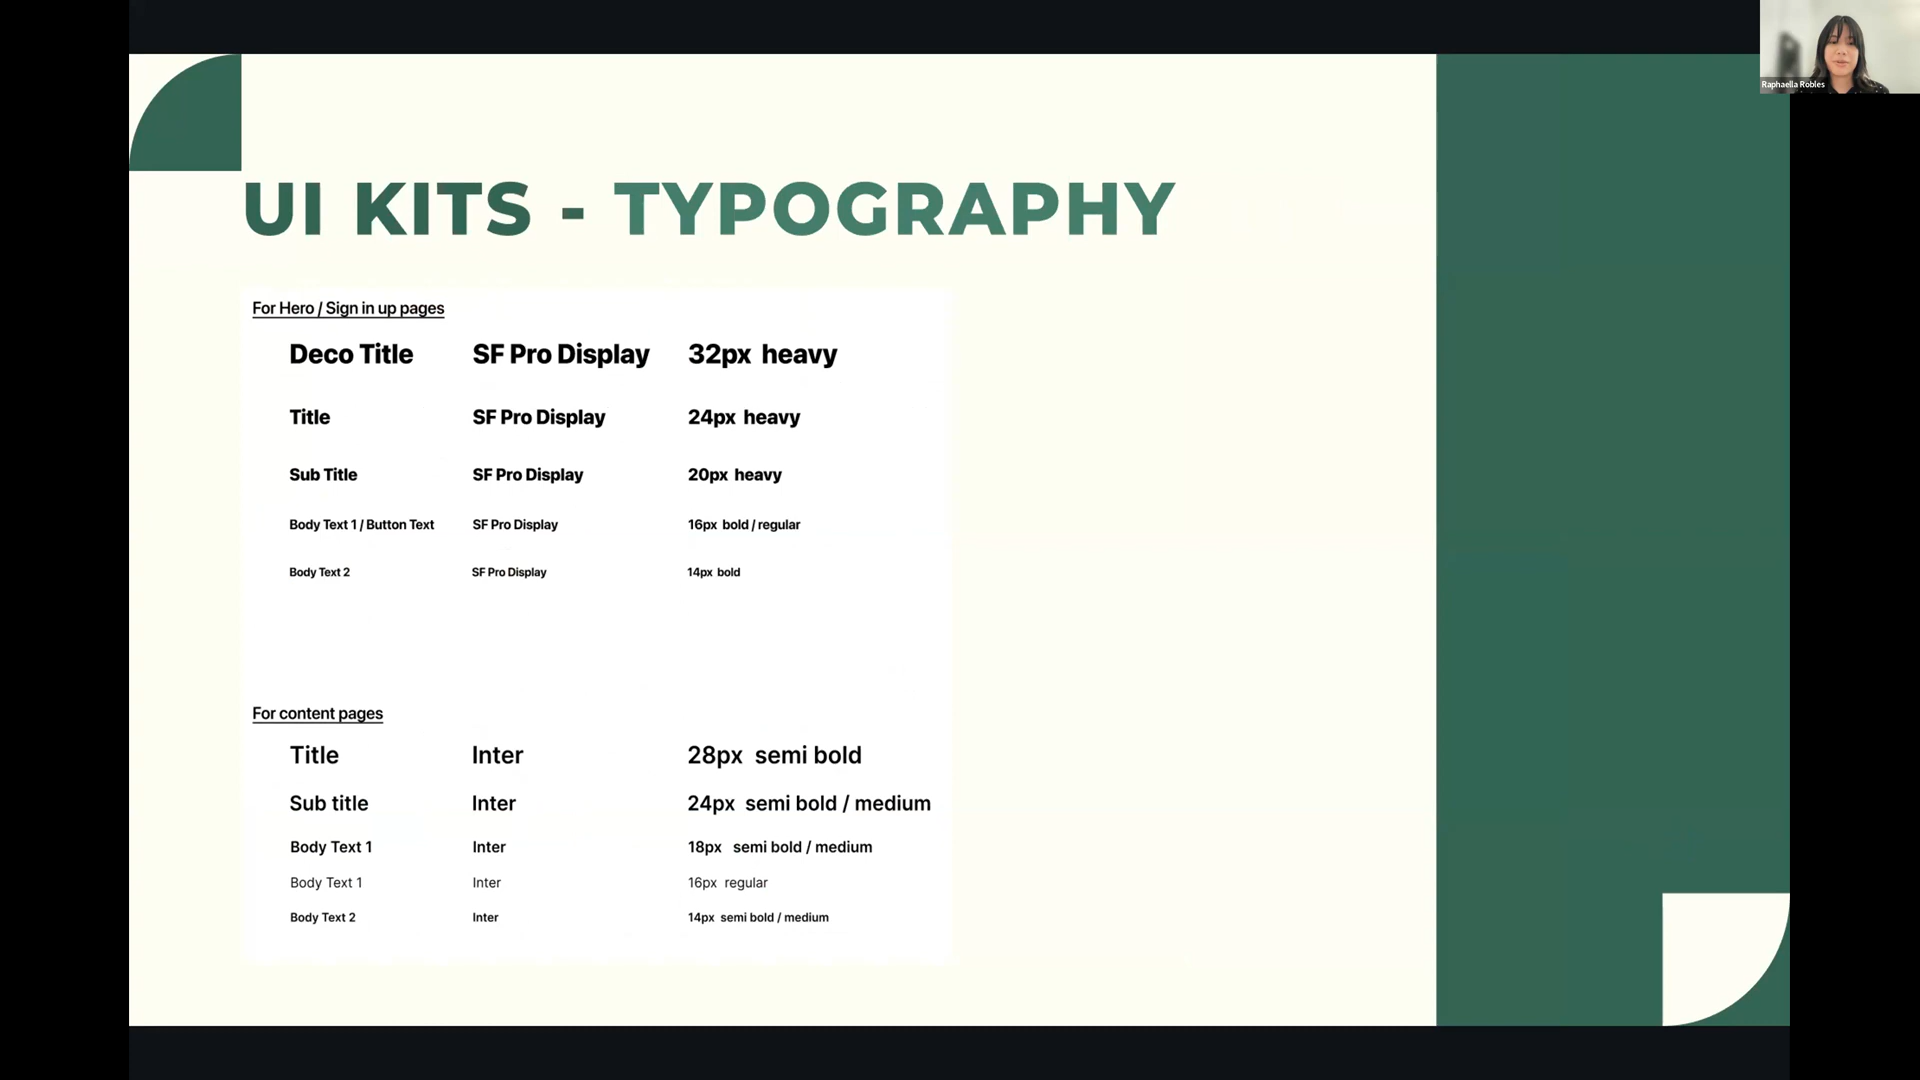 Raphaella Robles
UI KITS - TYPOGRAPHY
For Hero / Sign in up pages
Deco Title SF Pro Display 32px heavy
Title SF Pro Display 24px heavy
Sub Title SF Pro Display 20px heavy
Body Text 1 / Button Text SF Pro Display 16px bold / regular
Body Text 2 SF Pro Display 14px bold
For content pages
Title Inter 28px semi bold
Sub title Inter 24px semi bold / medium
Body Text 1 Inter 18px semi bold / medium
Body Text 1 Inter 16px regular
Body Text 2 Inter 14px semi bold / medium